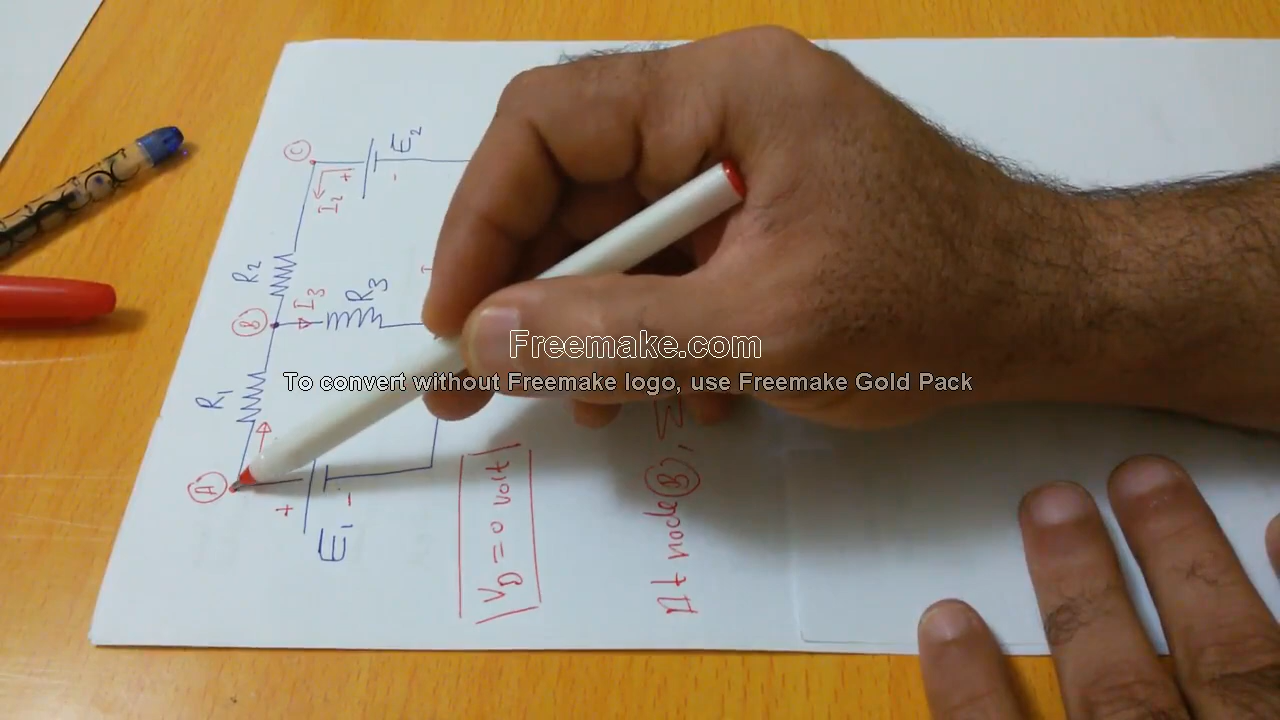 C
E2
+ -
I2
R2
B
I3
R3
I
R1
A
+ -
E1
VD = 0 volt
At node B, Σ
Freemake.com
To convert without Freemake logo, use Freemake Gold Pack